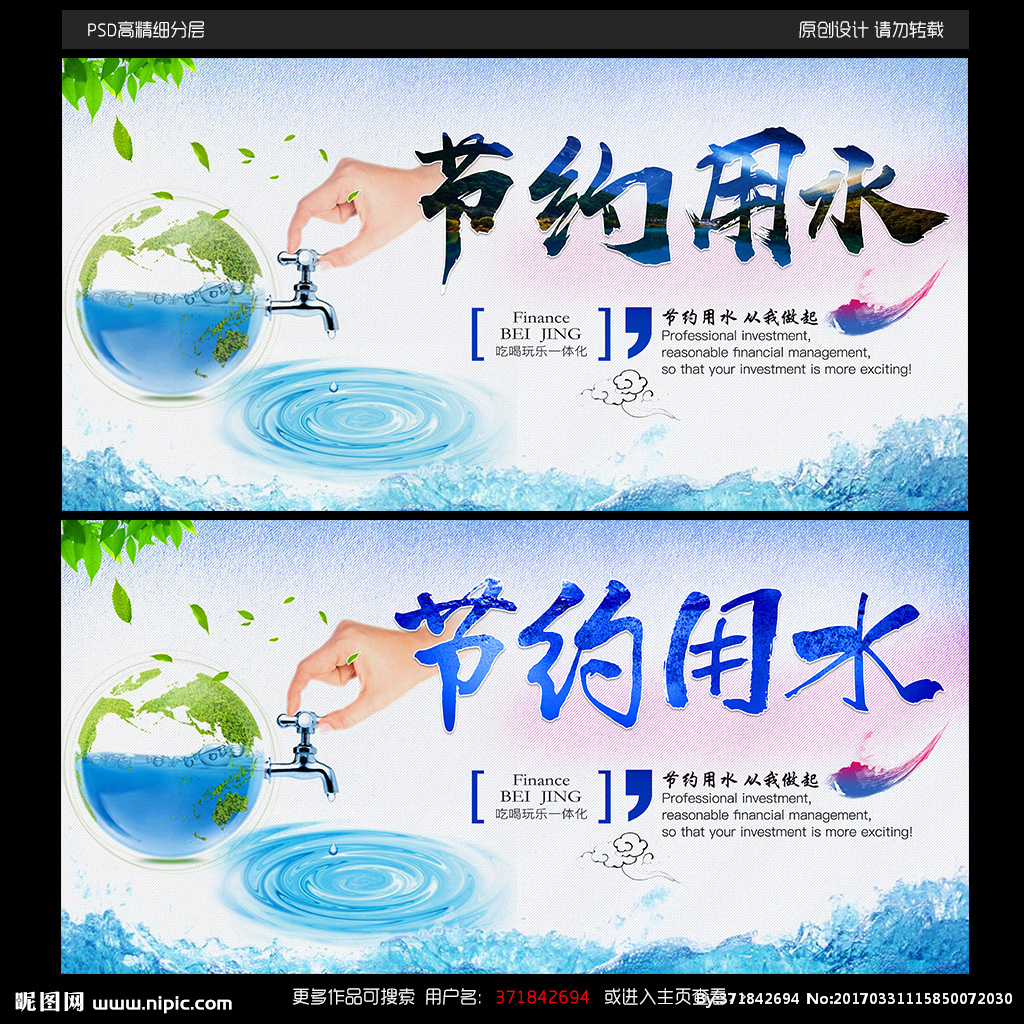 PSD高精细分层
原创设计 请勿转载
节约用水
Finance
BEI JING
吃喝玩乐一体化
节约用水 从我做起
Professional investment,
reasonable financial management,
so that your investment is more exciting!
节约用水
Finance
BEI JING
吃喝玩乐一体化
节约用水 从我做起
Professional investment,
reasonable financial management,
so that your investment is more exciting!
昵图网 www.nipic.com
更多作品可搜索 用户名: 371842694 或进入主页查看
By:371842694 No:20170331115850072030